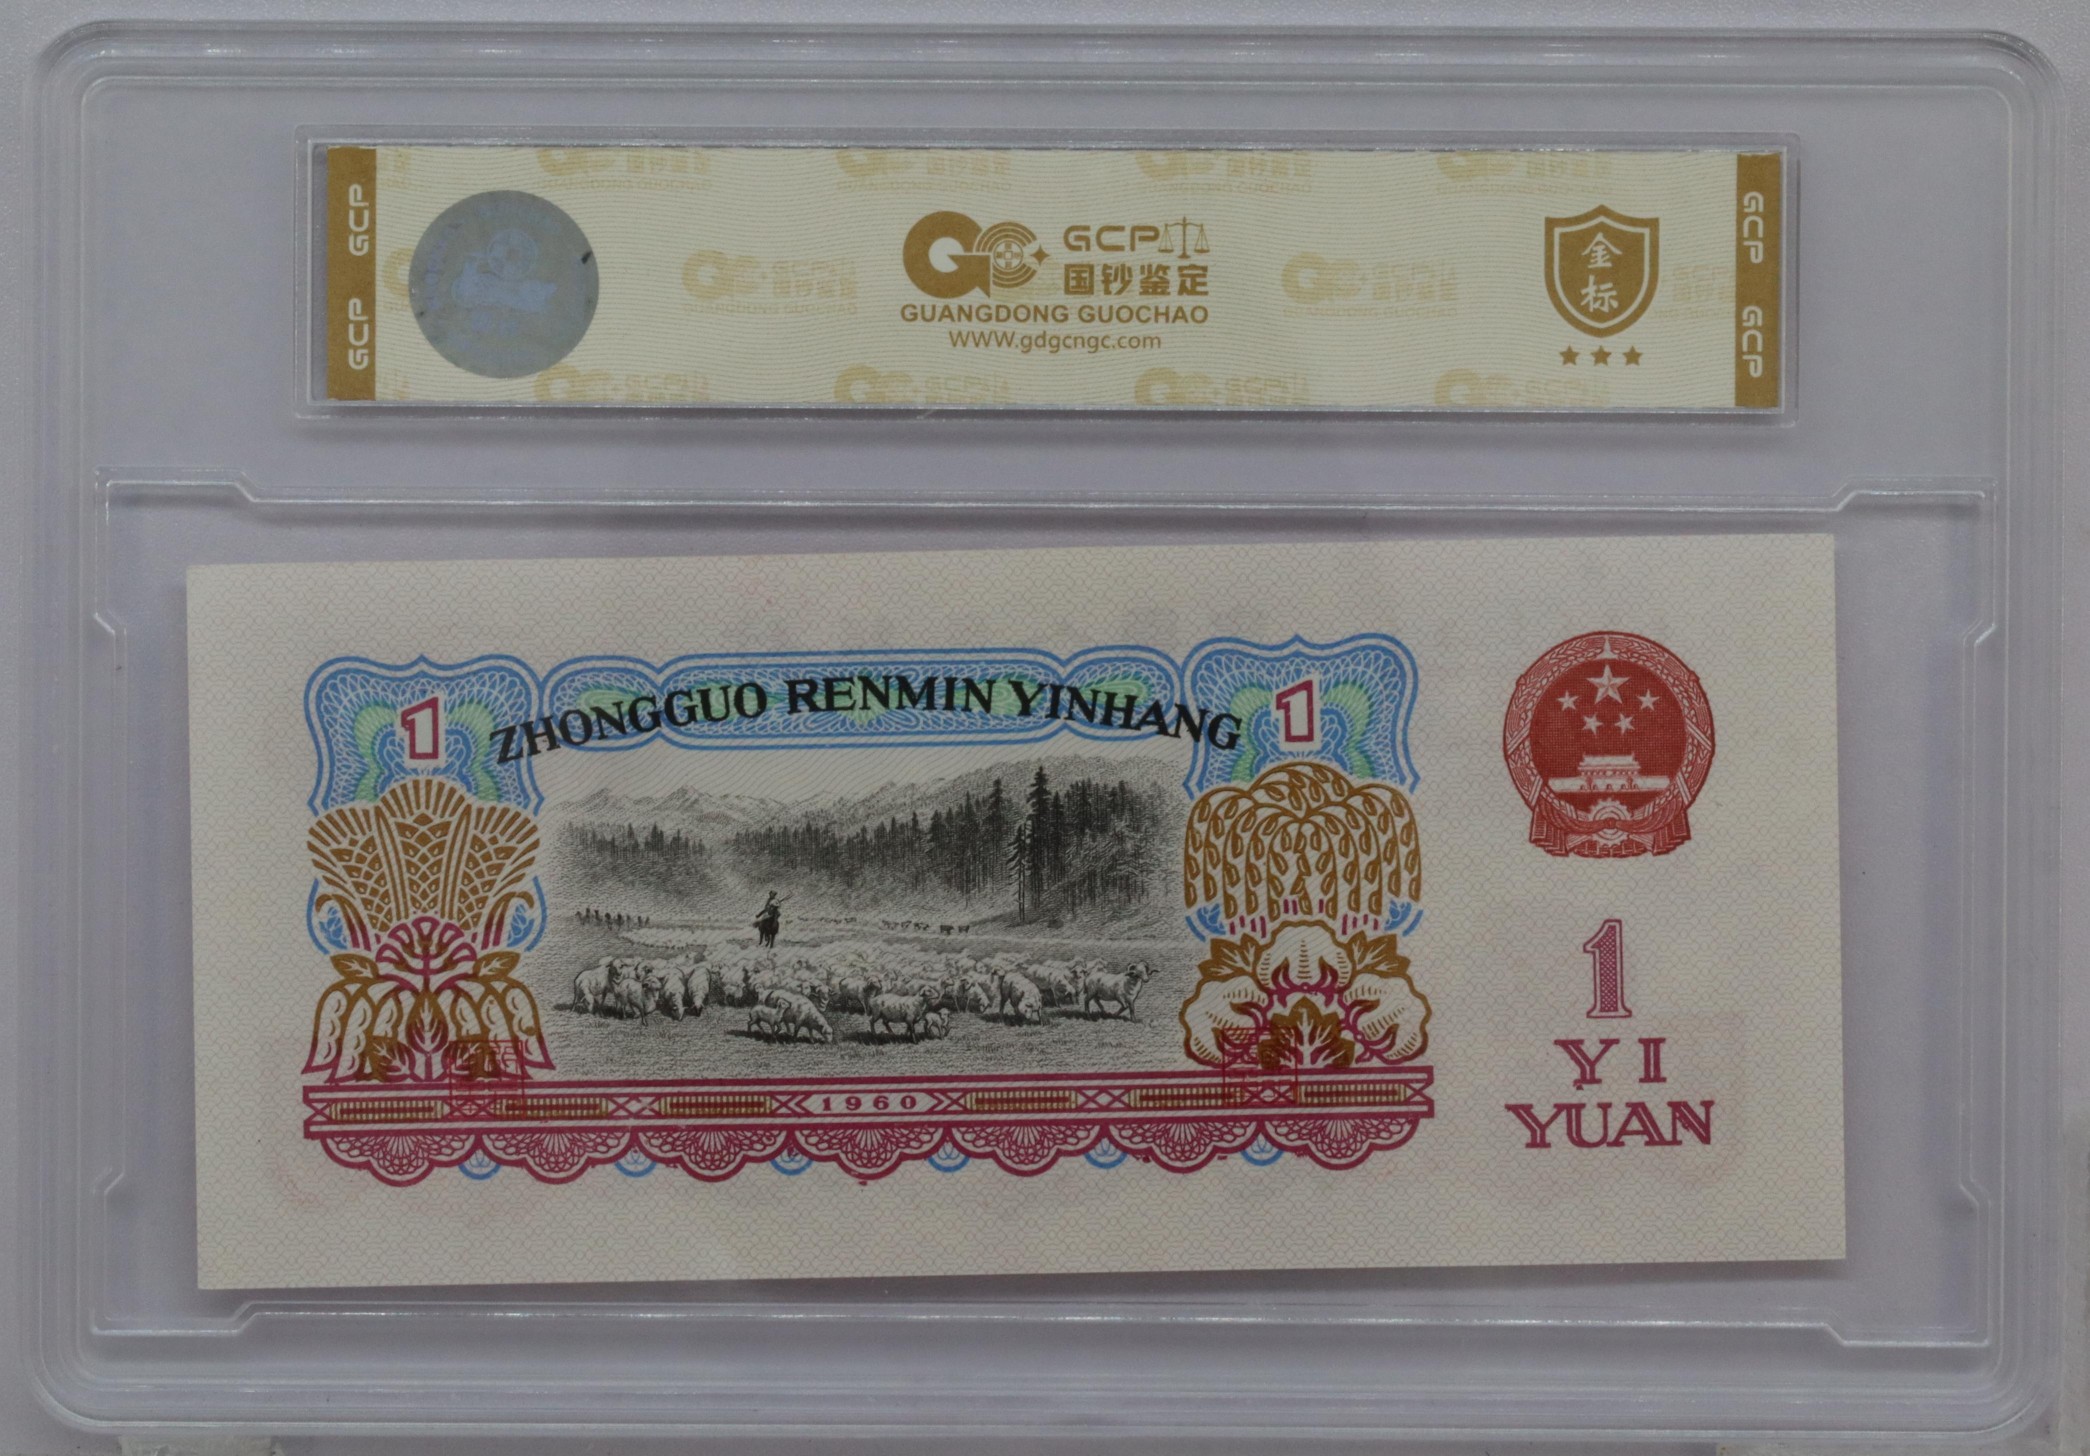 GCP GCP
GCP
国钞鉴定
GUANGDONG GUOCHAO
WWW.gdgcngc.com
金标
GCP GCP
ZHONGGUO RENMIN YINHANG
1
1
1960
1
YI
YUAN